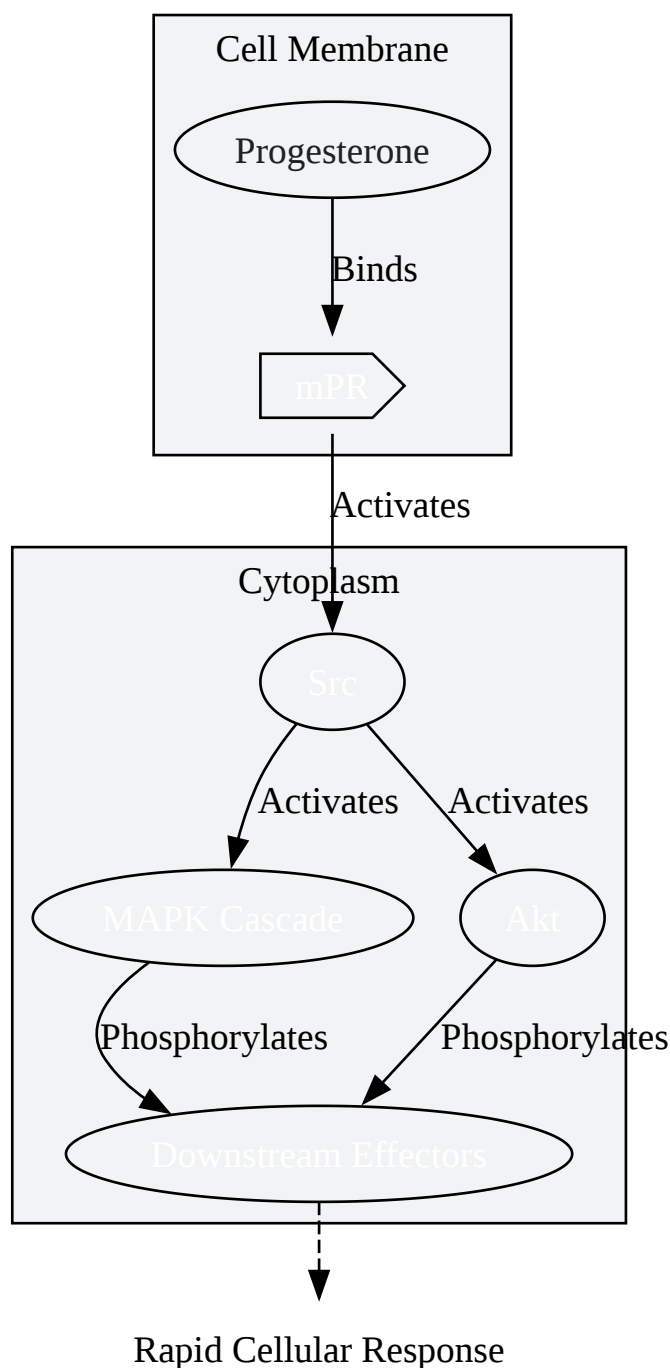 Cell Membrane
Progesterone
Binds
mPR
Activates
Cytoplasm
Src
Activates Activates
MAPK Cascade Akt
Phosphorylates Phosphorylates
Downstream Effectors
Rapid Cellular Response